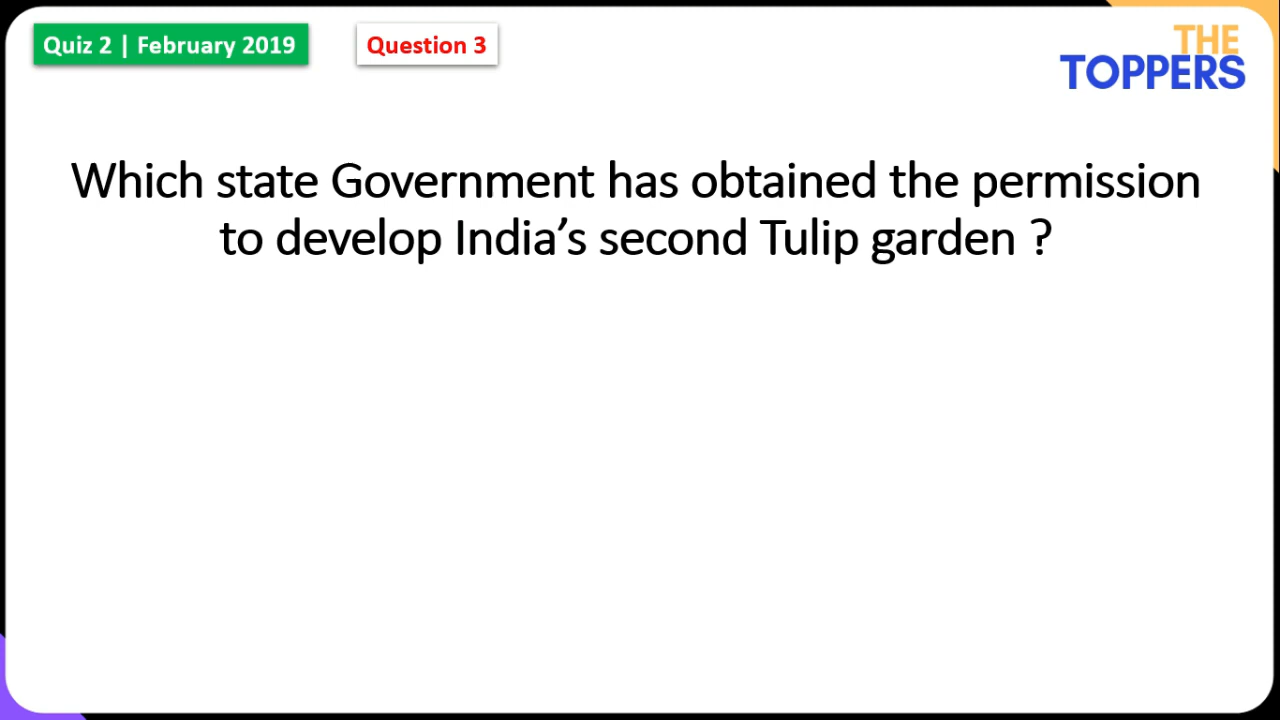 Quiz 2 | February 2019
Question 3
THE
TOPPERS
Which state Government has obtained the permission
to develop India’s second Tulip garden ?